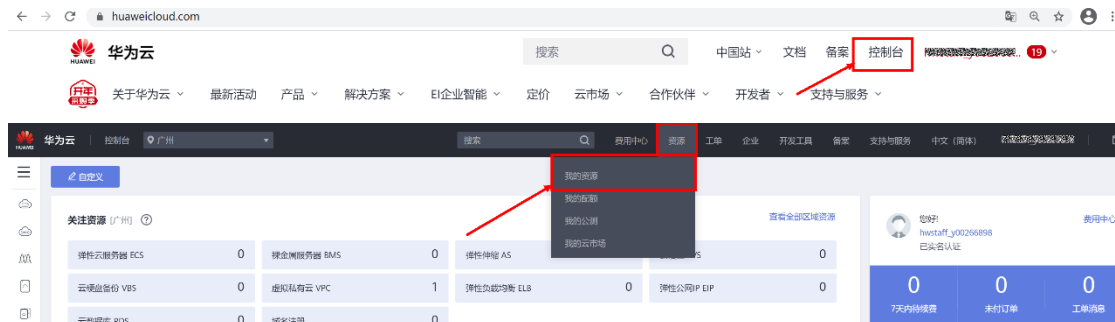 huaweicloud.com
HUAWEI 华为云 搜索 中国站 文档 备案 控制台 19
开年采购季 关于华为云 最新活动 产品 解决方案 EI企业智能 定价 云市场 合作伙伴 开发者 支持与服务
HUAWEI 华为云 控制台 广州 搜索 费用中心 资源 工单 企业 开发工具 备案 支持与服务 中文 (简体)
自定义 我的资源
我的配额
关注资源 [广州] 我的公测 查看全部区域资源 您好! 费用中心
hwstaff_y00266898
我的云市场 已实名认证
弹性云服务器 ECS 0 裸金属服务器 BMS 0 弹性伸缩 AS 0
云硬盘备份 VBS 0 虚拟私有云 VPC 1 弹性负载均衡 ELB 0 弹性公网IP EIP 0 0 0 0
7天内待续费 未付订单 工单消息
云数据库 RDS 0 域名注册 0